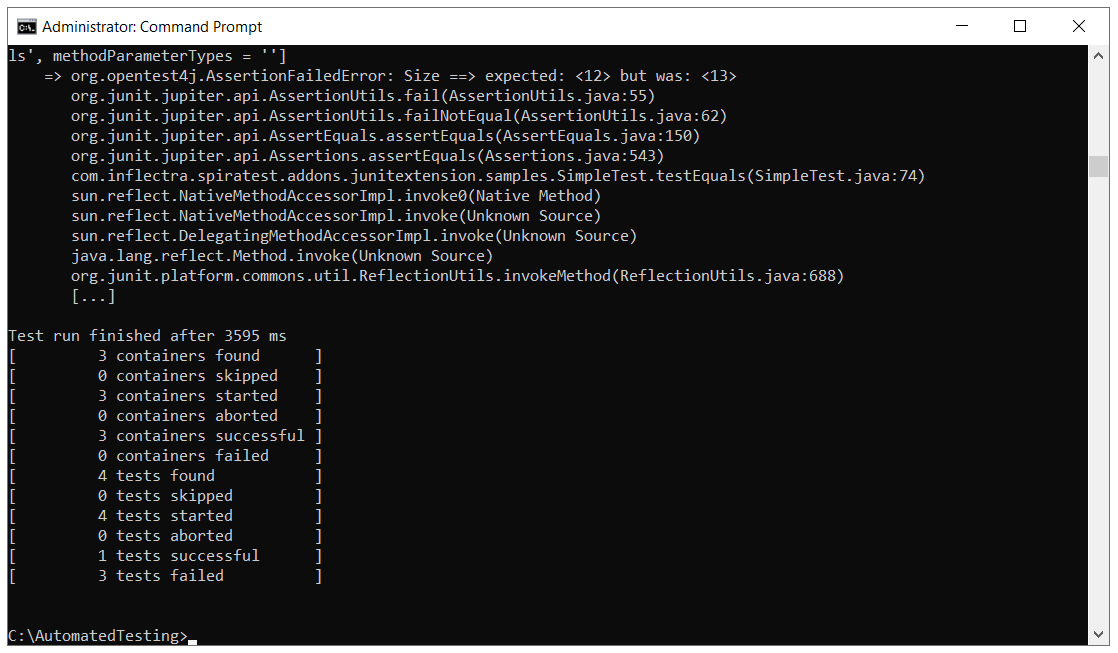 Administrator: Command Prompt
ls', methodParameterTypes = '']
    => org.opentest4j.AssertionFailedError: Size ==> expected: <12> but was: <13>
       org.junit.jupiter.api.AssertionUtils.fail(AssertionUtils.java:55)
       org.junit.jupiter.api.AssertionUtils.failNotEqual(AssertionUtils.java:62)
       org.junit.jupiter.api.AssertEquals.assertEquals(AssertEquals.java:150)
       org.junit.jupiter.api.Assertions.assertEquals(Assertions.java:543)
       com.inflectra.spiratest.addons.junitextension.samples.SimpleTest.testEquals(SimpleTest.java:74)
       sun.reflect.NativeMethodAccessorImpl.invoke0(Native Method)
       sun.reflect.NativeMethodAccessorImpl.invoke(Unknown Source)
       sun.reflect.DelegatingMethodAccessorImpl.invoke(Unknown Source)
       java.lang.reflect.Method.invoke(Unknown Source)
       org.junit.platform.commons.util.ReflectionUtils.invokeMethod(ReflectionUtils.java:688)
       [...]
Test run finished after 3595 ms
[         3 containers found      ]
[         0 containers skipped    ]
[         3 containers started    ]
[         0 containers aborted    ]
[         3 containers successful ]
[         0 containers failed     ]
[         4 tests found           ]
[         0 tests skipped         ]
[         4 tests started         ]
[         0 tests aborted         ]
[         1 tests successful      ]
[         3 tests failed          ]
C:\AutomatedTesting>